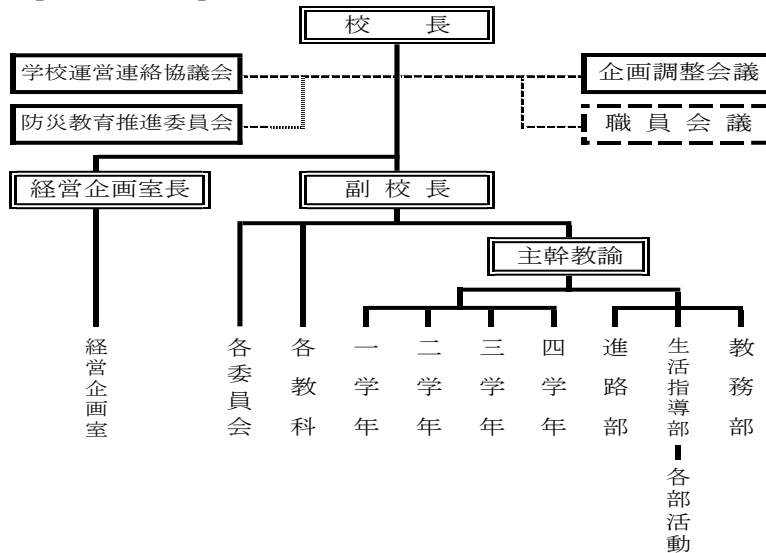 校長
学校運営連絡協議会
企画調整会議
防災教育推進委員会
職員会議
経営企画室長
副校長
主幹教諭
経営企画室
各委員会
各教科
一学年
二学年
三学年
四学年
進路部
生活指導部
教務部
各部活動